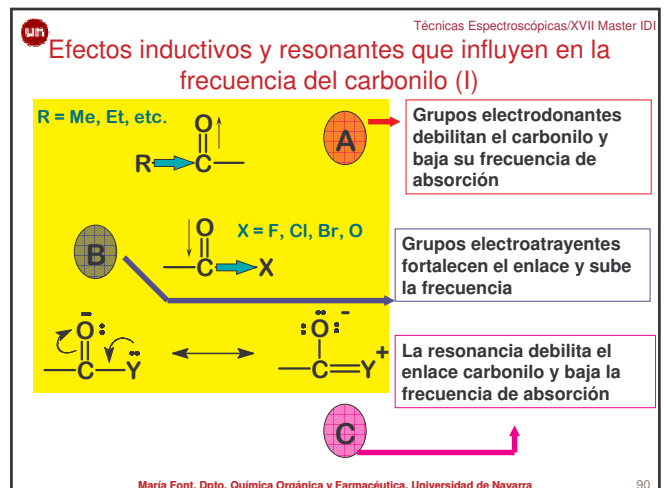 un
Técnicas Espectroscópicas/XVII Master IDI
Efectos inductivos y resonantes que influyen en la
frecuencia del carbonilo (I)
R = Me, Et, etc.
O
R C
A
Grupos electrodonantes
debilitan el carbonilo y
baja su frecuencia de
absorción
O
X = F, Cl, Br, O
C X
B
Grupos electroatrayentes
fortalecen el enlace y sube
la frecuencia
O:
C Y
:O: -
C=Y +
La resonancia debilita el
enlace carbonilo y baja la
frecuencia de absorción
C
María Font. Dpto. Química Orgánica y Farmacéutica. Universidad de Navarra
90